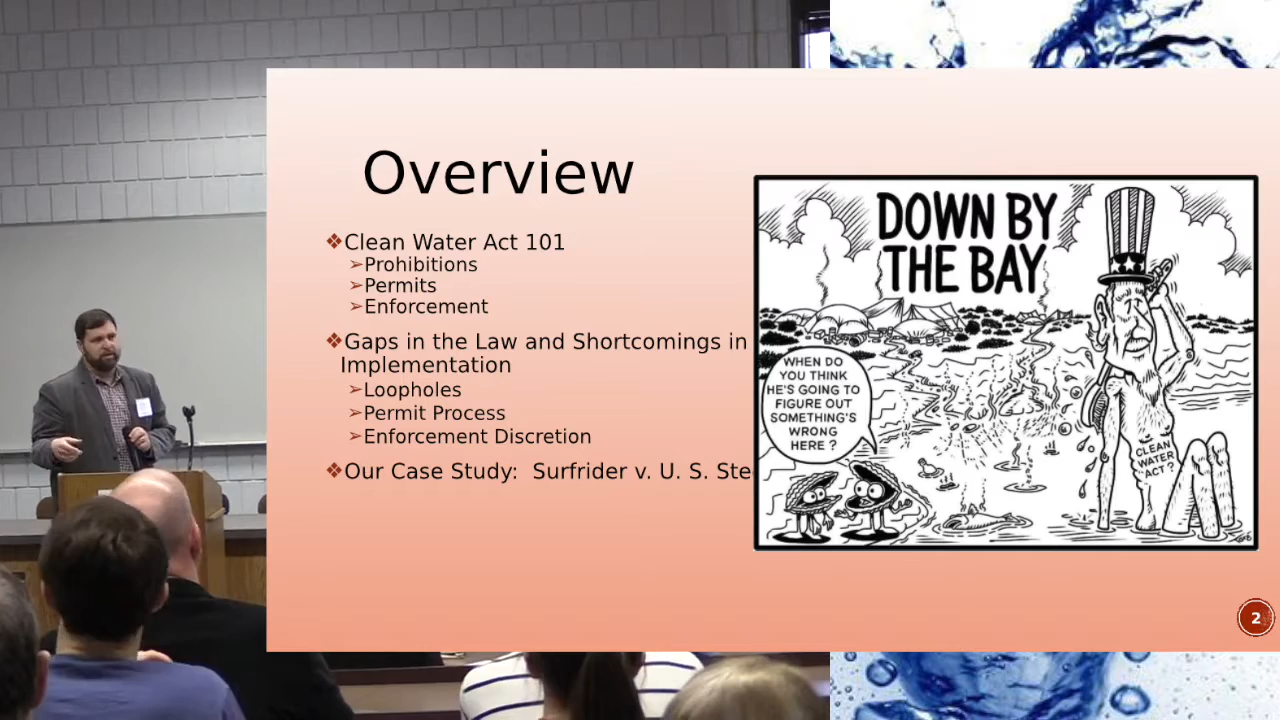 Overview
❖Clean Water Act 101
➢Prohibitions
➢Permits
➢Enforcement
❖Gaps in the Law and Shortcomings in
Implementation
➢Loopholes
➢Permit Process
➢Enforcement Discretion
❖Our Case Study:  Surfrider v. U. S.
DOWN BY
THE BAY
WHEN DO
YOU THINK
HE'S GOING TO
FIGURE OUT
SOMETHING'S
WRONG
HERE ?
CLEAN
WATER
ACT ?
2